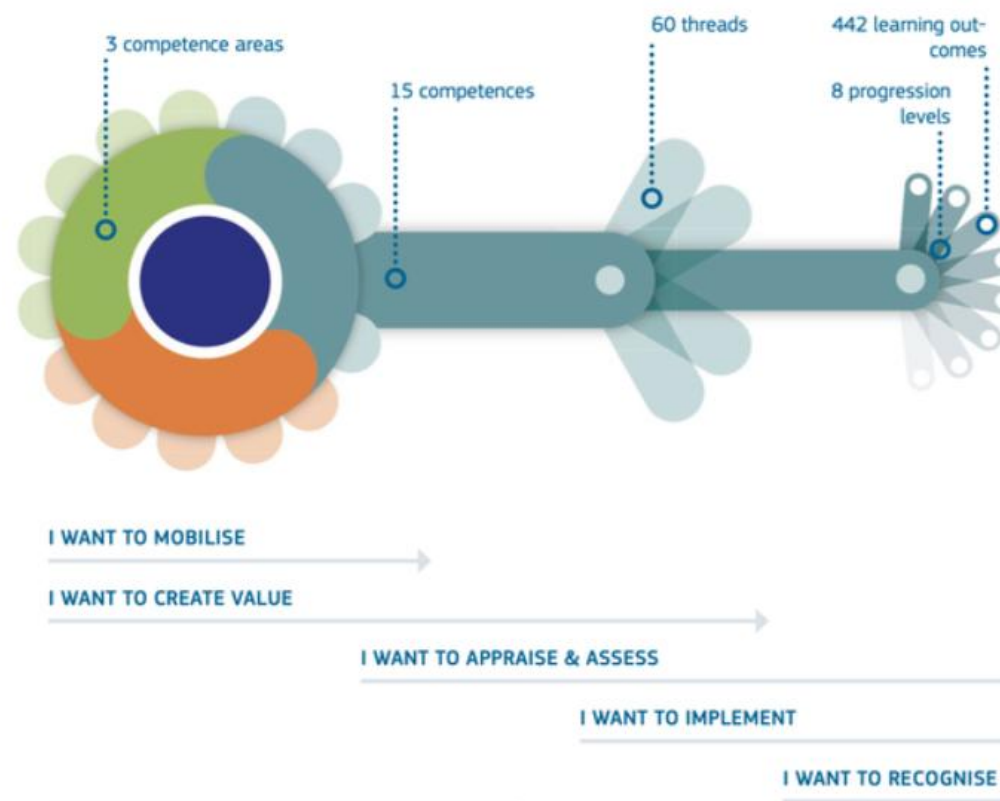 3 competence areas
15 competences
60 threads
442 learning out-
comes
8 progression
levels
I WANT TO MOBILISE
I WANT TO CREATE VALUE
I WANT TO APPRAISE & ASSESS
I WANT TO IMPLEMENT
I WANT TO RECOGNISE